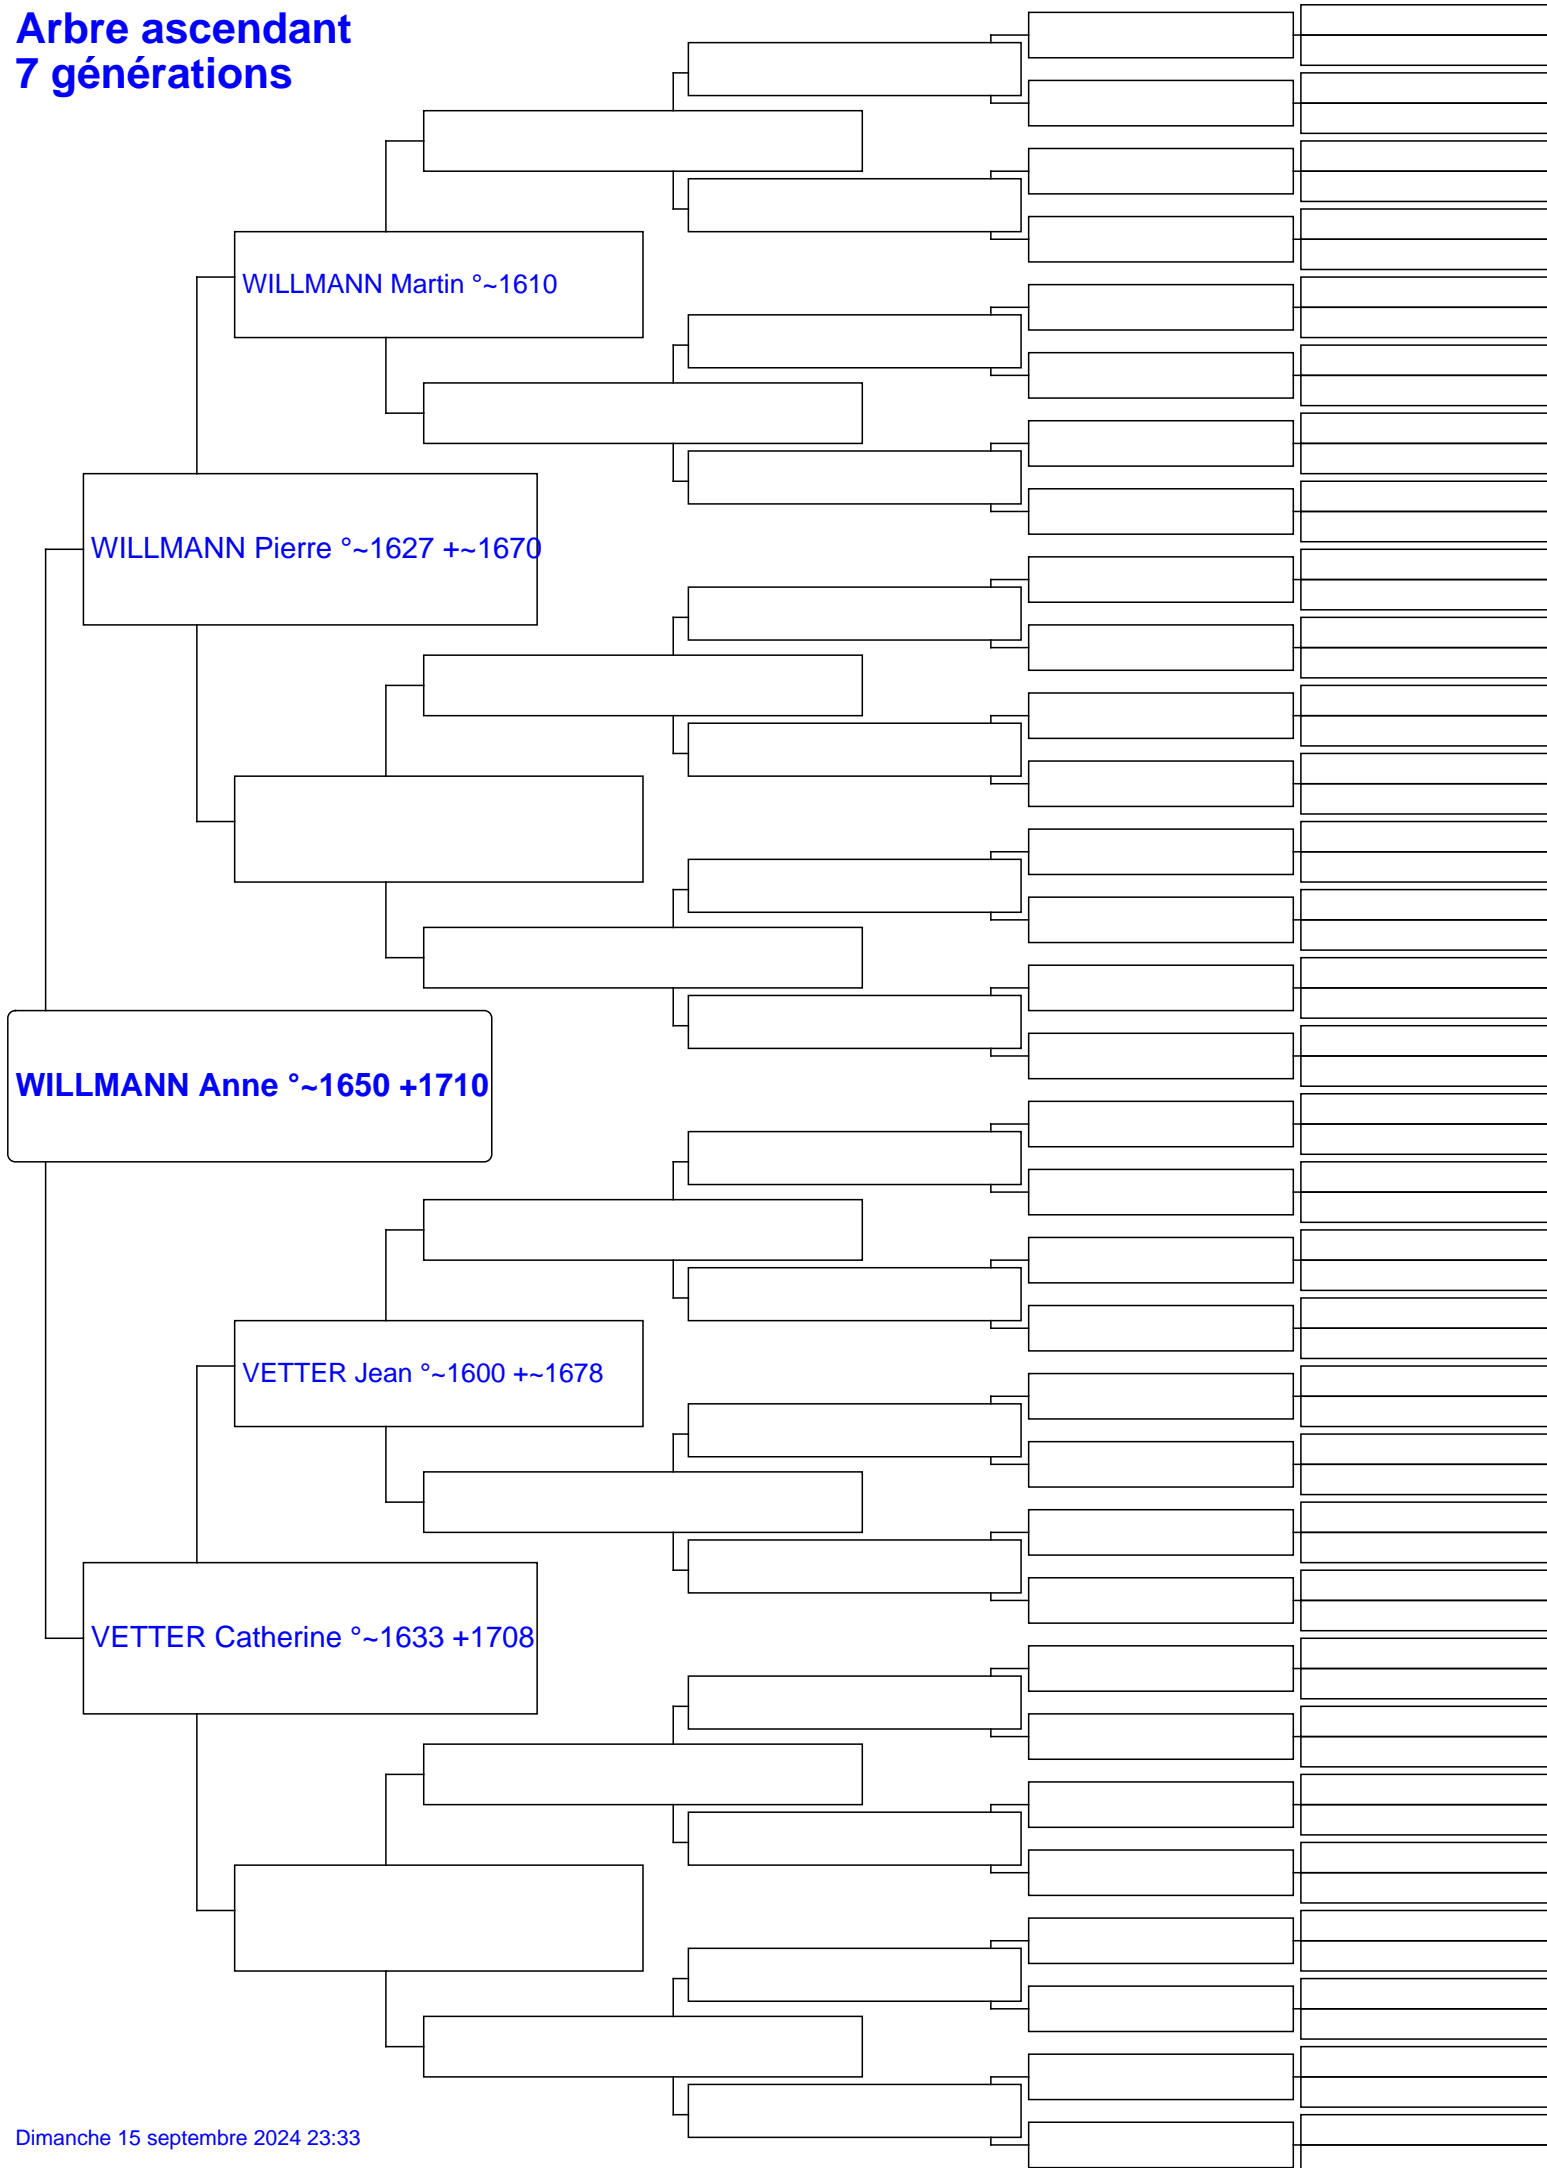 Arbre ascendant
7 générations
WILLMANN Martin °~1610
WILLMANN Pierre °~1627 +~1670
WILLMANN Anne °~1650 +1710
VETTER Jean °~1600 +~1678
VETTER Catherine °~1633 +1708
Dimanche 15 septembre 2024 23:33